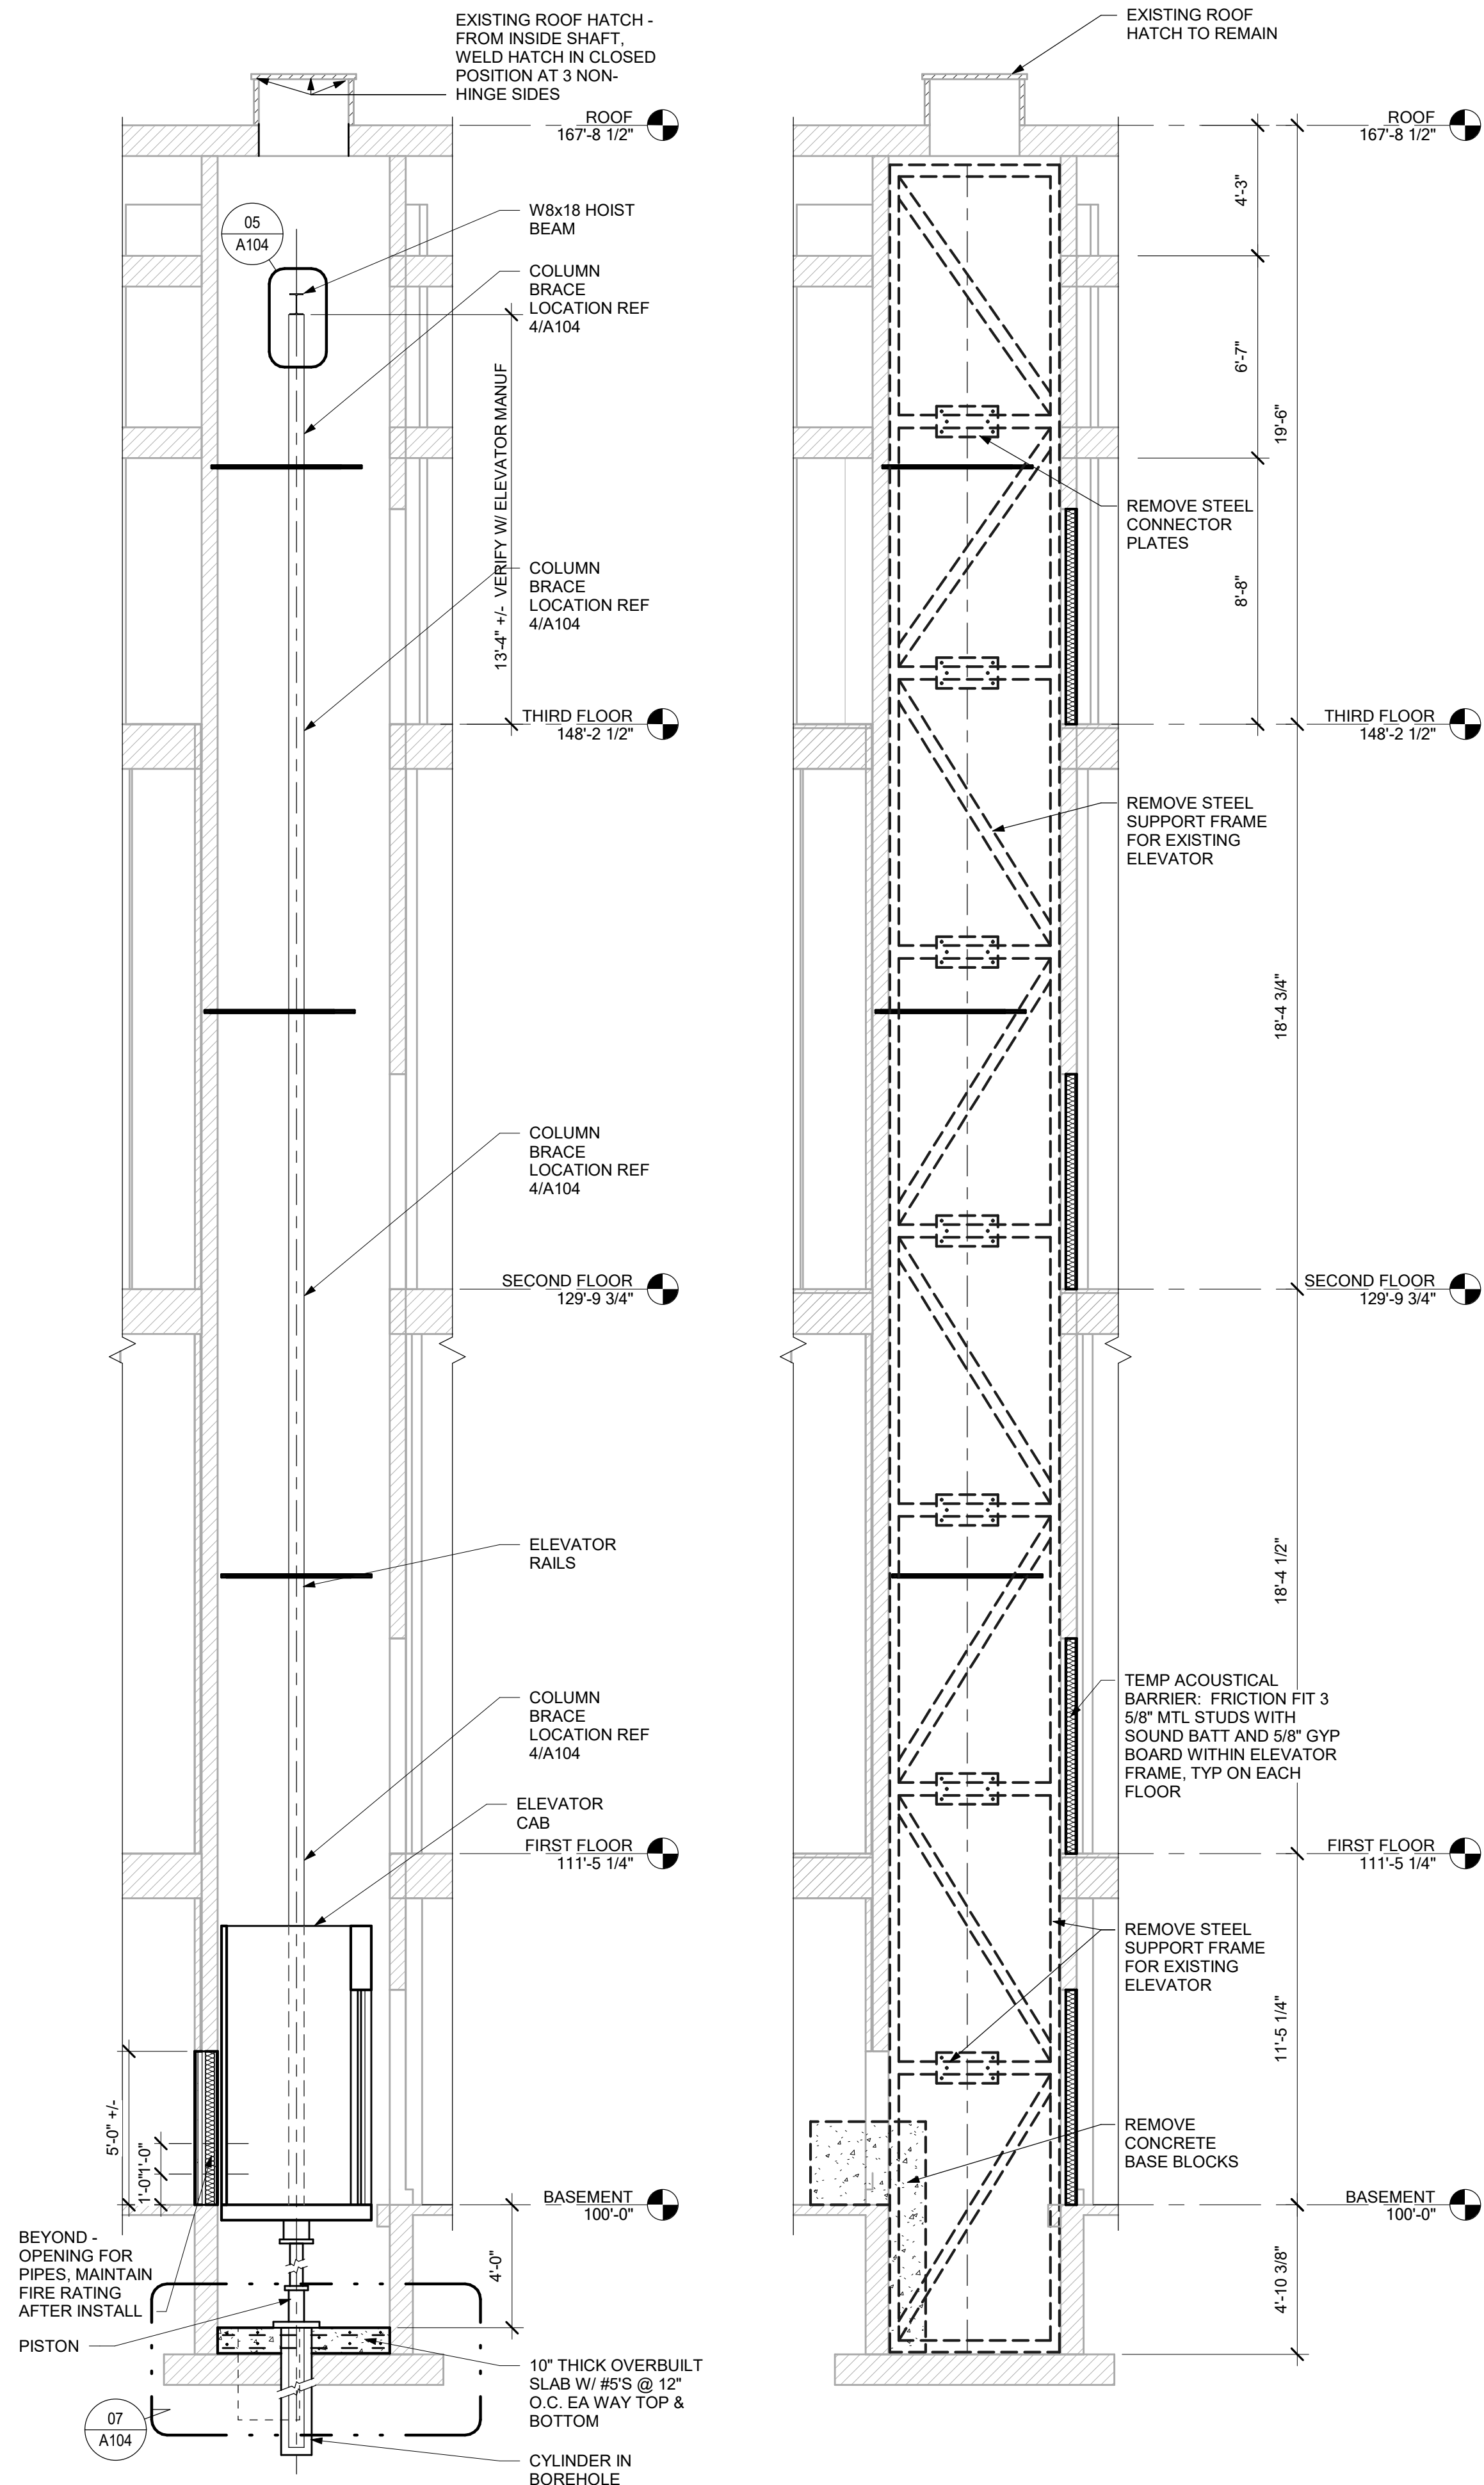 EXISTING ROOF HATCH -
FROM INSIDE SHAFT,
WELD HATCH IN CLOSED
POSITION AT 3 NON-
HINGE SIDES
ROOF
167'-8 1/2"
05
A104
W8x18 HOIST
BEAM
COLUMN
BRACE
LOCATION REF
4/A104
13'-4" +/-  VERIFY W/ ELEVATOR MANUF
COLUMN
BRACE
LOCATION REF
4/A104
THIRD FLOOR
148'-2 1/2"
COLUMN
BRACE
LOCATION REF
4/A104
SECOND FLOOR
129'-9 3/4"
ELEVATOR
RAILS
COLUMN
BRACE
LOCATION REF
4/A104
ELEVATOR
CAB
FIRST FLOOR
111'-5 1/4"
5'-0" +/-
1'-0"
1'-0"
BASEMENT
100'-0"
BEYOND -
OPENING FOR
PIPES, MAINTAIN
FIRE RATING
AFTER INSTALL
4'-0"
PISTON
10" THICK OVERBUILT
SLAB W/ #5'S @ 12"
O.C. EA WAY TOP &
BOTTOM
07
A104
CYLINDER IN
BOREHOLE
EXISTING ROOF
HATCH TO REMAIN
ROOF
167'-8 1/2"
4'-3"
6'-7"
19'-6"
REMOVE STEEL
CONNECTOR
PLATES
8'-8"
THIRD FLOOR
148'-2 1/2"
REMOVE STEEL
SUPPORT FRAME
FOR EXISTING
ELEVATOR
18'-4 3/4"
SECOND FLOOR
129'-9 3/4"
18'-4 1/2"
TEMP ACOUSTICAL
BARRIER:  FRICTION FIT 3
5/8" MTL STUDS WITH
SOUND BATT AND 5/8" GYP
BOARD WITHIN ELEVATOR
FRAME, TYP ON EACH
FLOOR
FIRST FLOOR
111'-5 1/4"
REMOVE STEEL
SUPPORT FRAME
FOR EXISTING
ELEVATOR
11'-5 1/4"
REMOVE
CONCRETE
BASE BLOCKS
BASEMENT
100'-0"
4'-10 3/8"